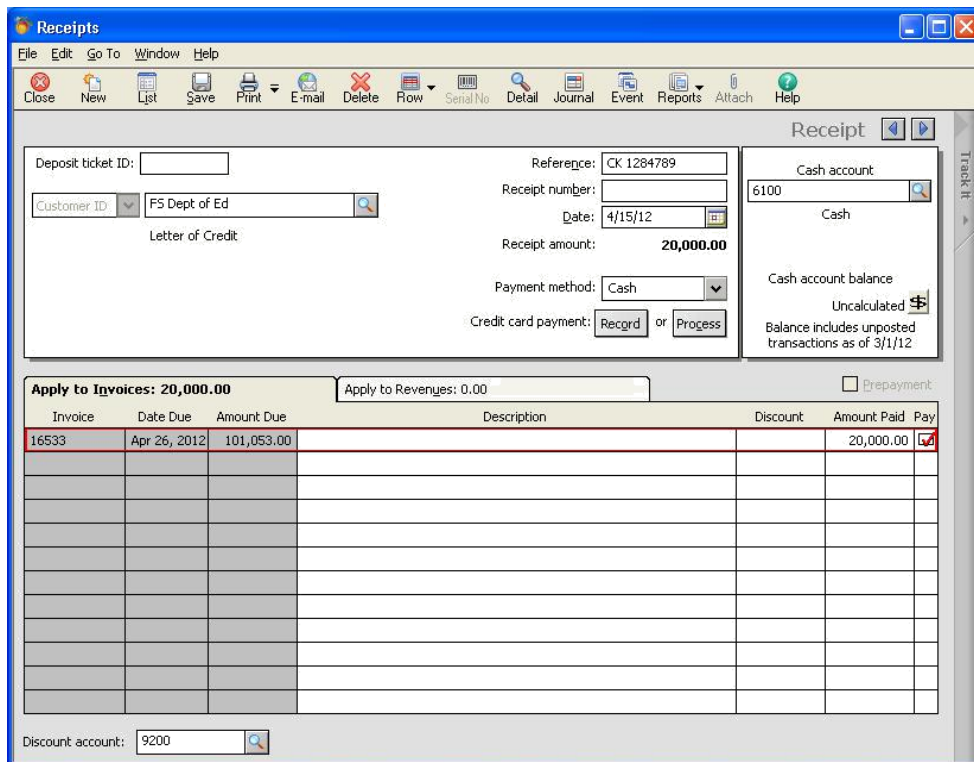 Receipts
File Edit Go To Window Help
Close New List Save Print E-mail Delete Row Serial No Detail Journal Event Reports Attach Help
Receipt
Track It
Deposit ticket ID:
Customer ID FS Dept of Ed
Letter of Credit
Reference: CK 1284789
Receipt number:
Date: 4/15/12
Receipt amount: 20,000.00
Payment method: Cash
Credit card payment: Record or Process
Cash account
6100
Cash
Cash account balance
Uncalculated
Balance includes unposted
transactions as of 3/1/12
Apply to Invoices: 20,000.00 Apply to Revenues: 0.00 Prepayment
Invoice Date Due Amount Due Description Discount Amount Paid Pay
16533 Apr 26, 2012 101,053.00 20,000.00
Discount account: 9200